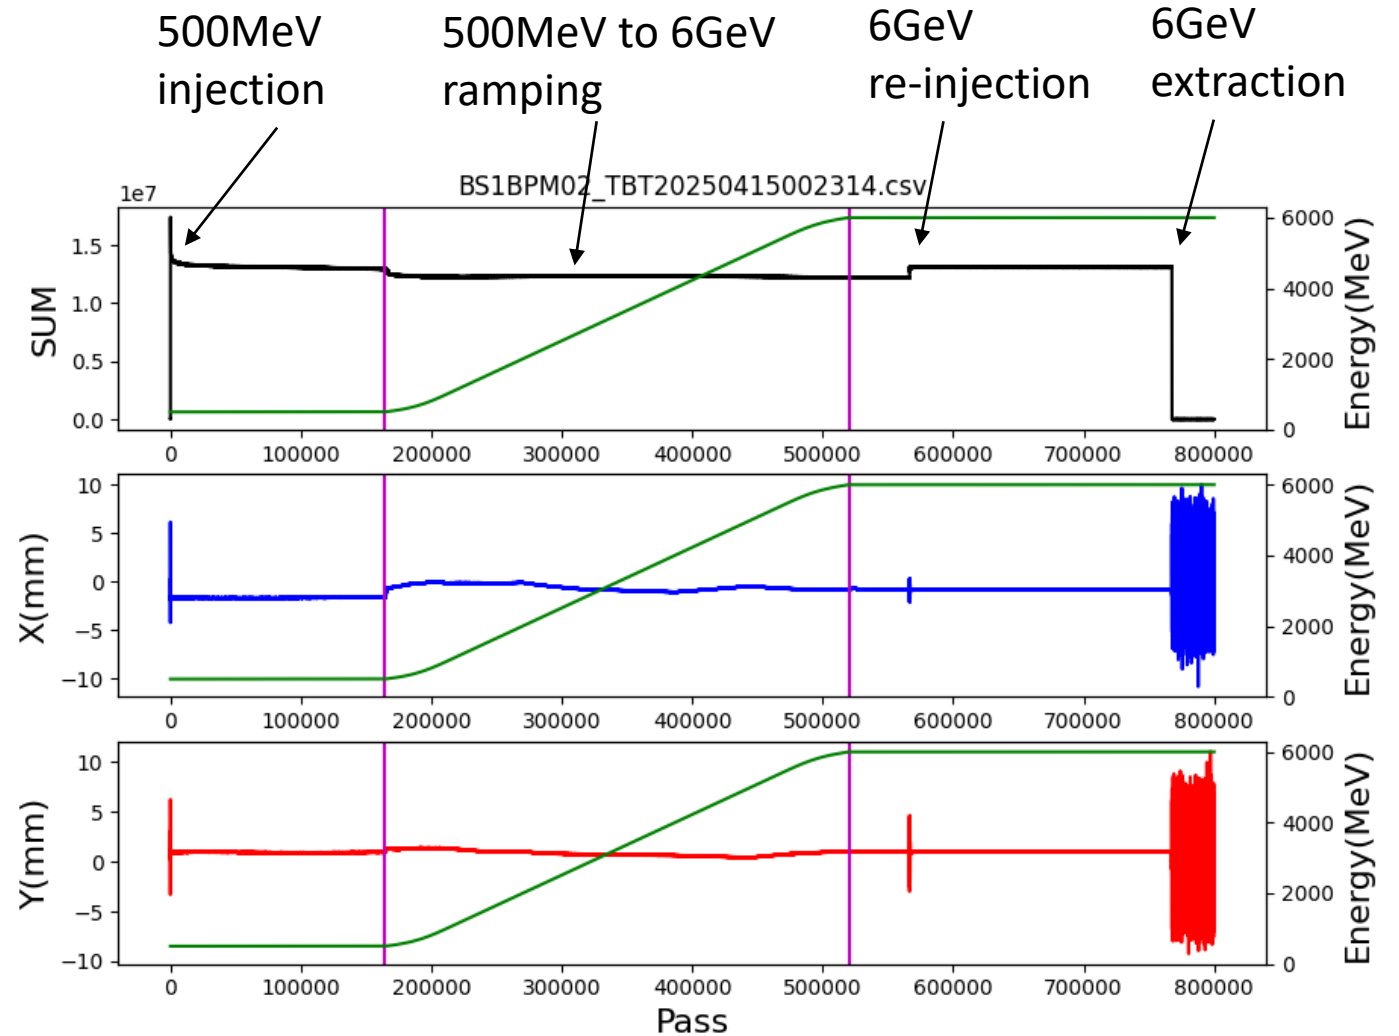 500MeV
injection
500MeV to 6GeV
ramping
6GeV
re-injection
6GeV
extraction
BS1BPM02_TBT20250415002314.csv
1e7
SUM
1.5
1.0
0.5
0.0
6000
4000
2000
0
Energy(MeV)
0 100000 200000 300000 400000 500000 600000 700000 800000
X(mm)
10
5
0
−5
−10
6000
4000
2000
0
Energy(MeV)
0 100000 200000 300000 400000 500000 600000 700000 800000
Y(mm)
10
5
0
−5
−10
6000
4000
2000
0
Energy(MeV)
0 100000 200000 300000 400000 500000 600000 700000 800000
Pass